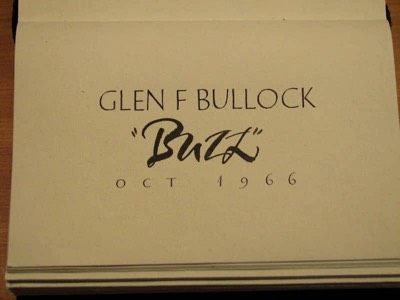 GLEN F BULLOCK
"Buzz"
OCT 1966